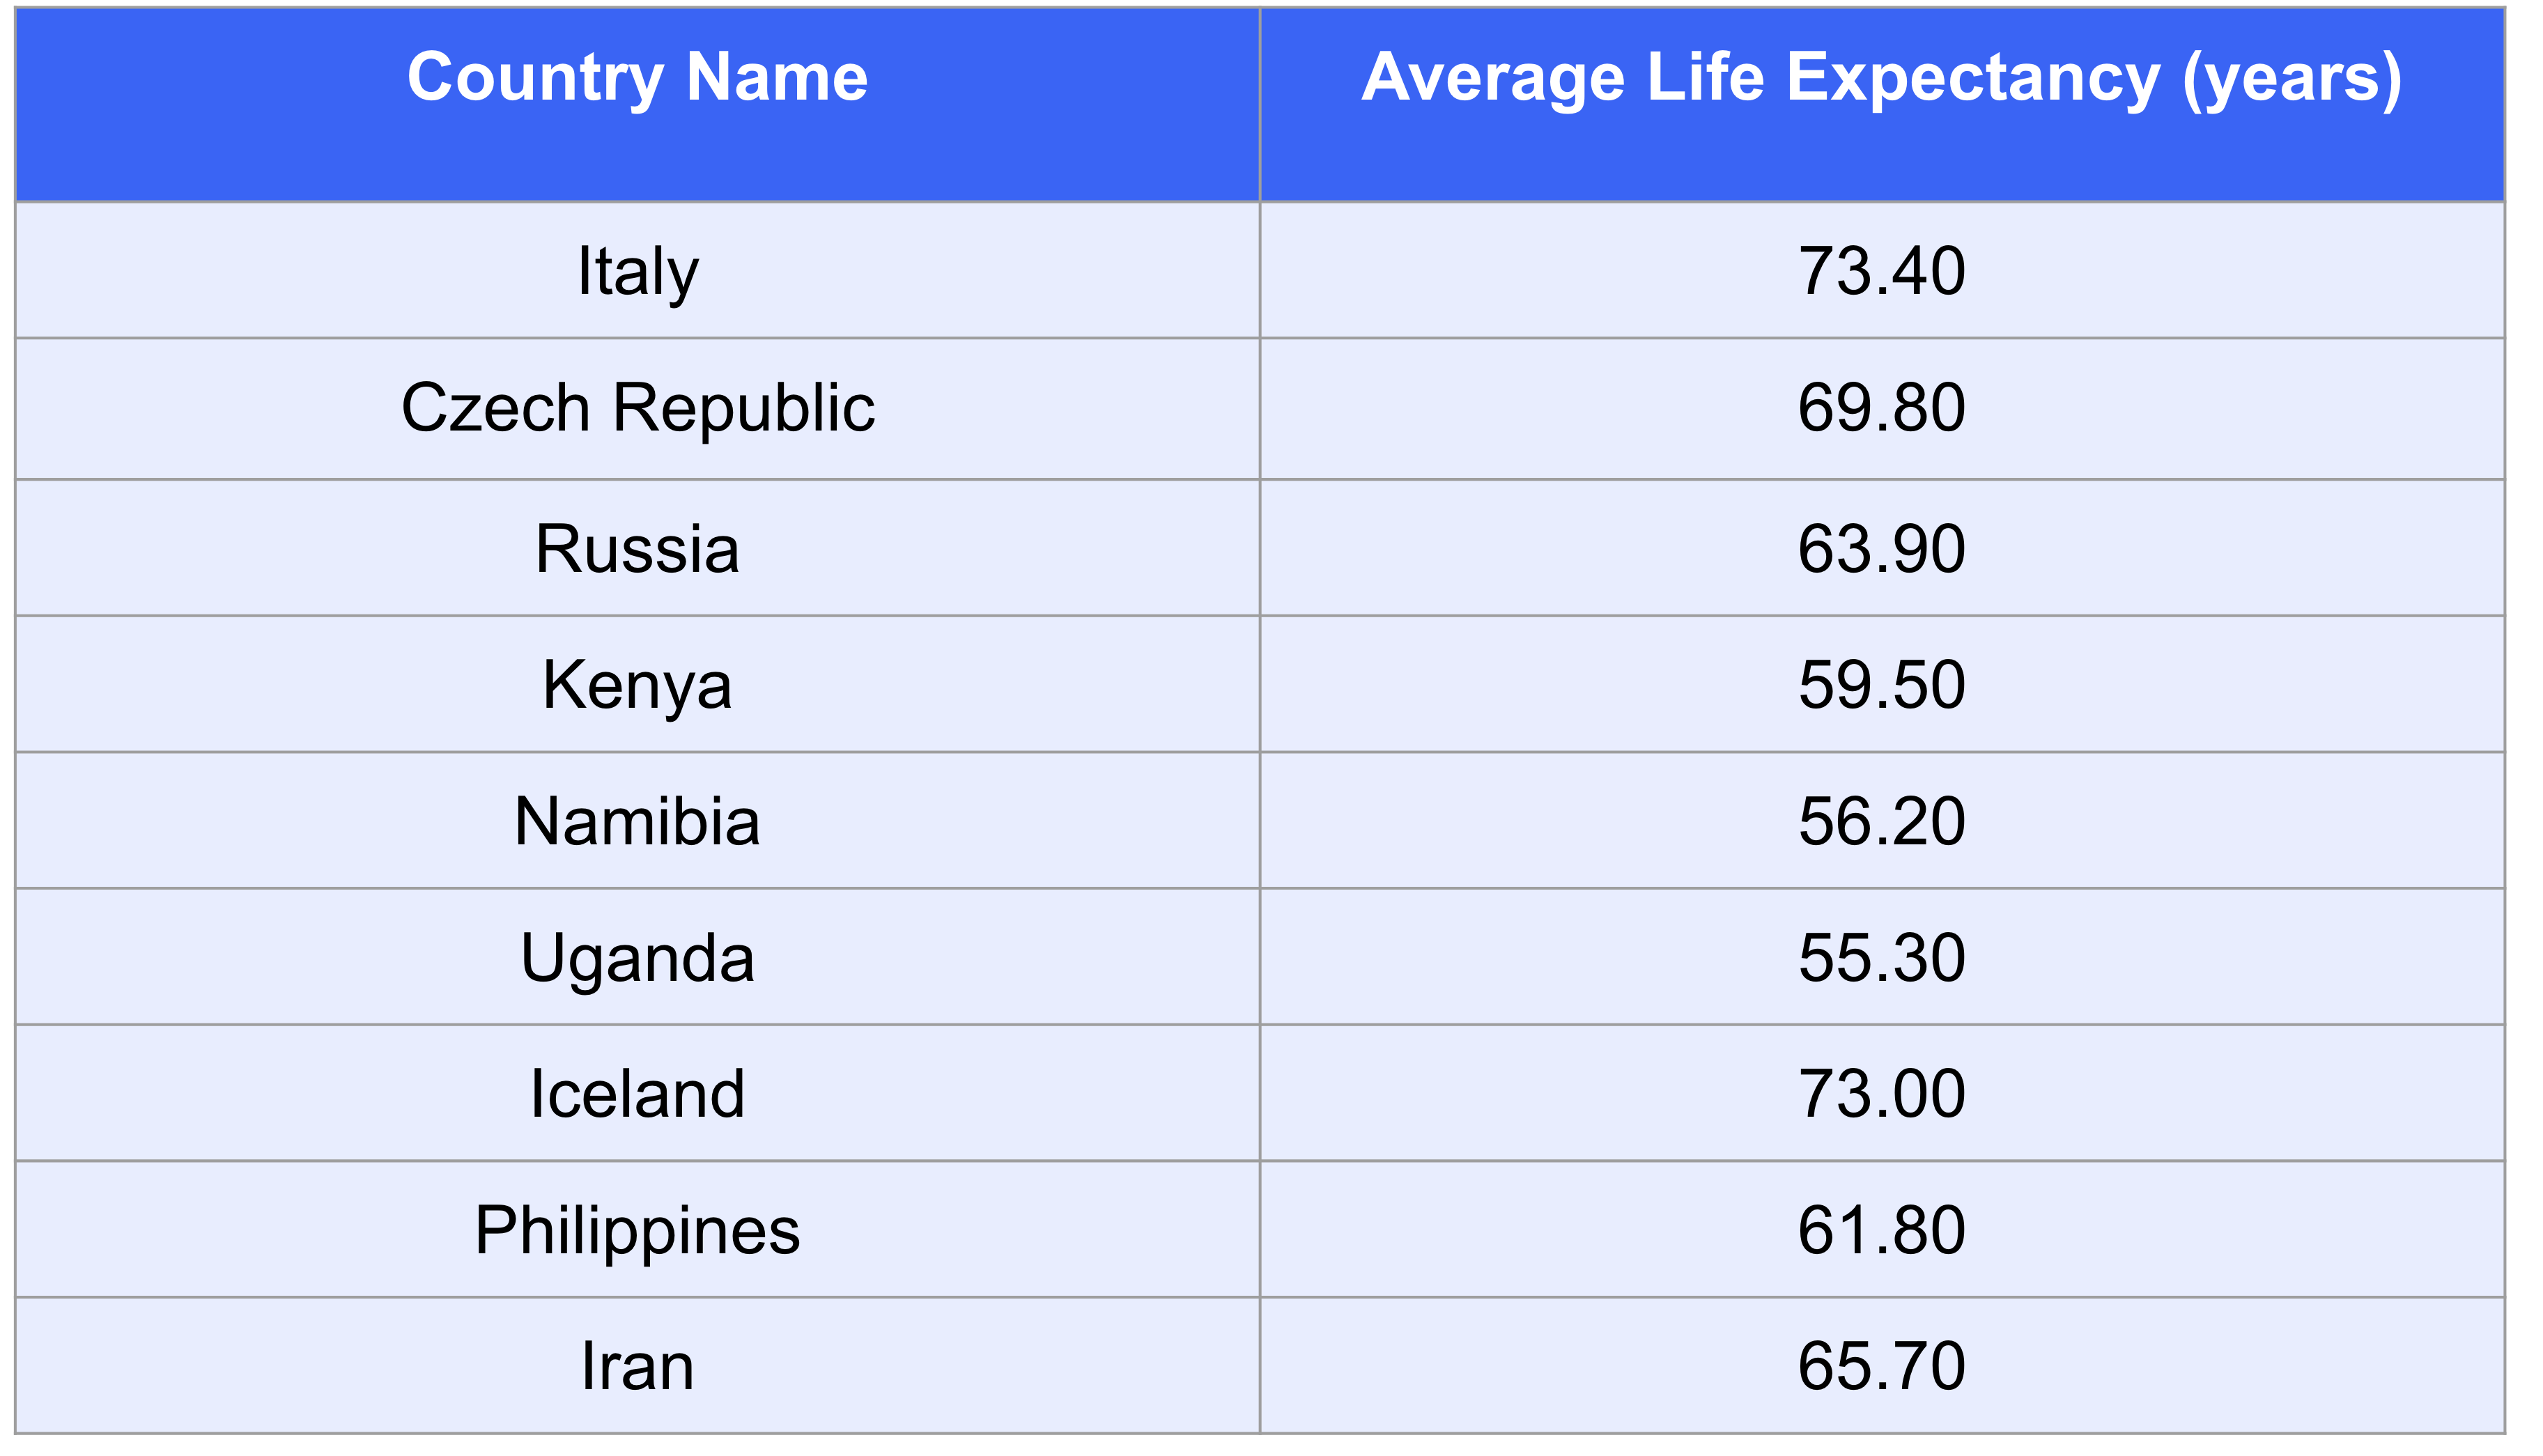 Country Name Average Life Expectancy (years)
Italy 73.40
Czech Republic 69.80
Russia 63.90
Kenya 59.50
Namibia 56.20
Uganda 55.30
Iceland 73.00
Philippines 61.80
Iran 65.70